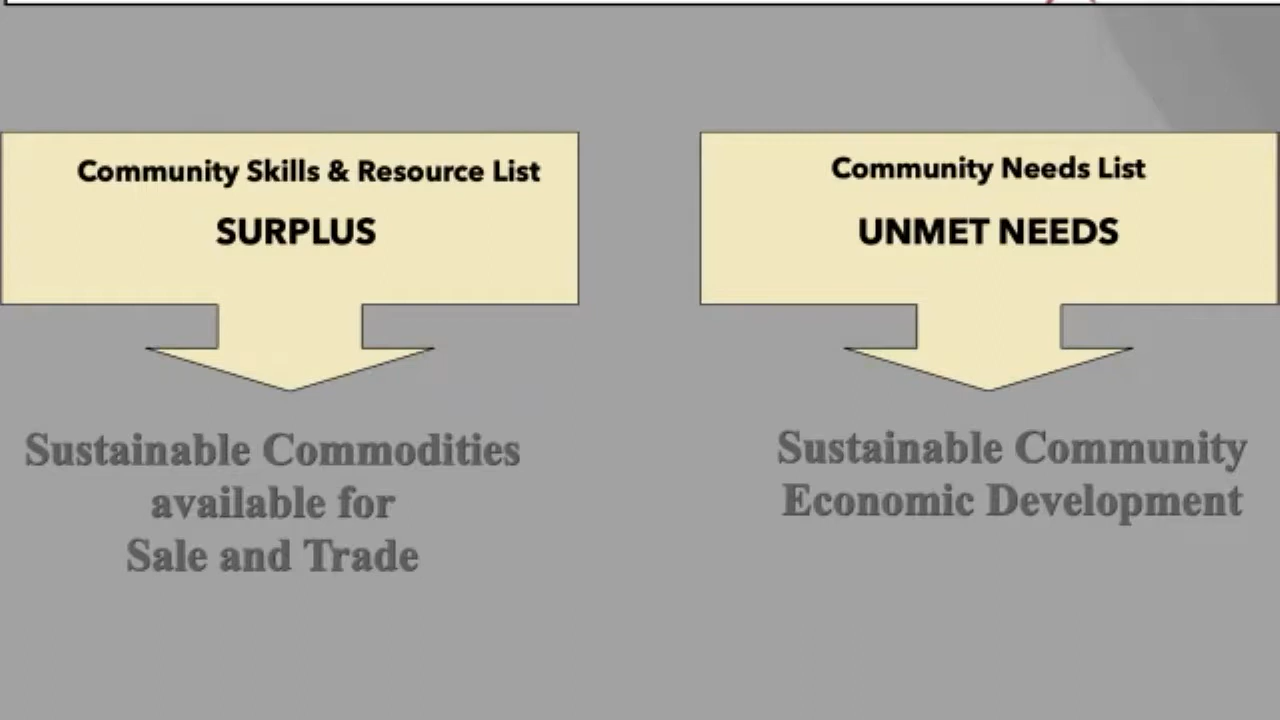 Community Skills & Resource List
SURPLUS
Sustainable Commodities
available for
Sale and Trade
Community Needs List
UNMET NEEDS
Sustainable Community
Economic Development